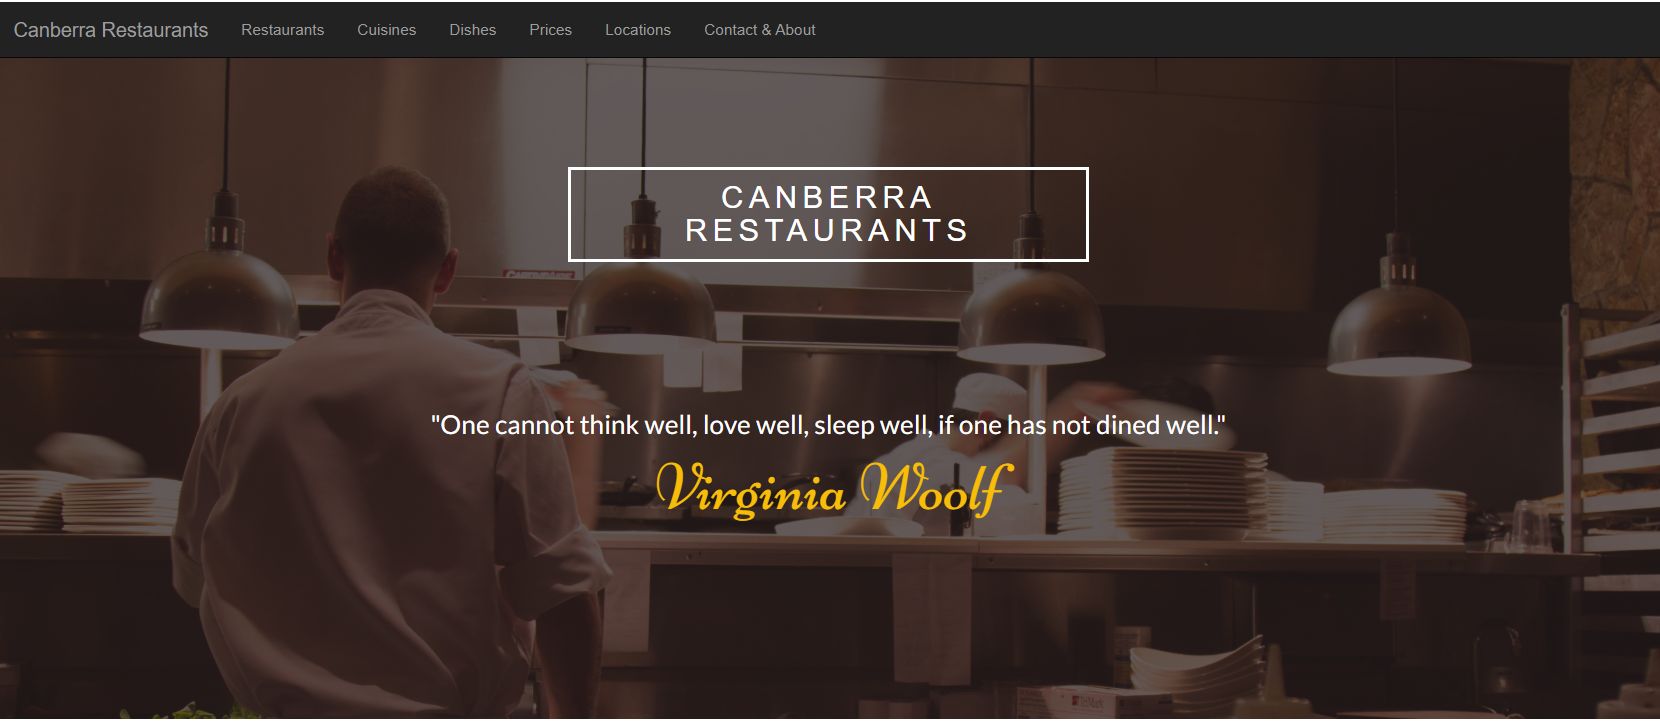 Canberra Restaurants Restaurants Cuisines Dishes Prices Locations Contact & About
CANBERRA
RESTAURANTS
"One cannot think well, love well, sleep well, if one has not dined well."
Virginia Woolf